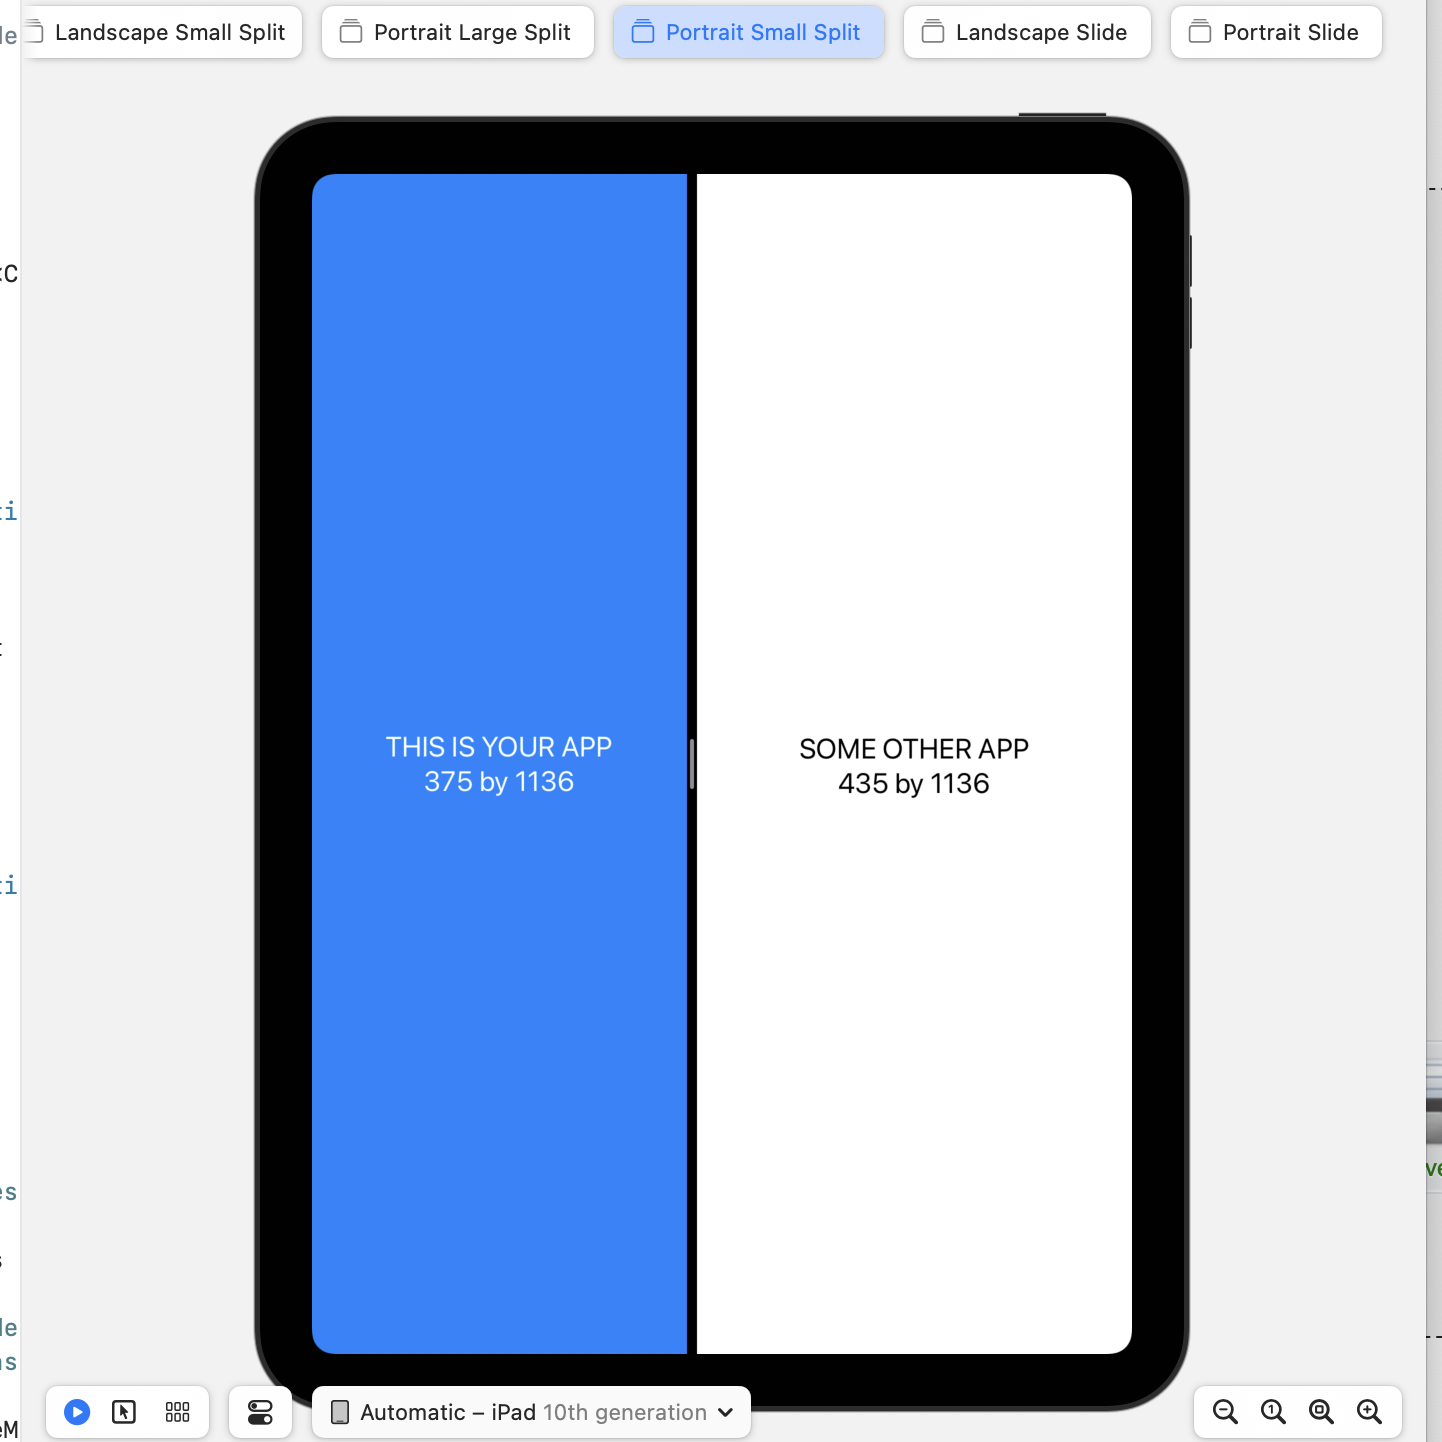 Landscape Small Split
Portrait Large Split
Portrait Small Split
Landscape Slide
Portrait Slide
THIS IS YOUR APP
375 by 1136
SOME OTHER APP
435 by 1136
Automatic – iPad 10th generation